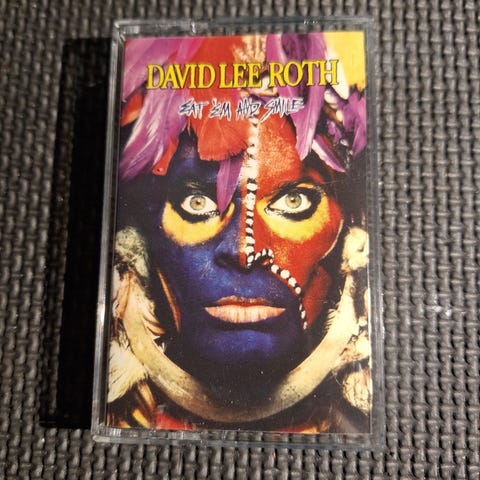 DAVID LEE ROTH
EAT 'EM AND SMILE